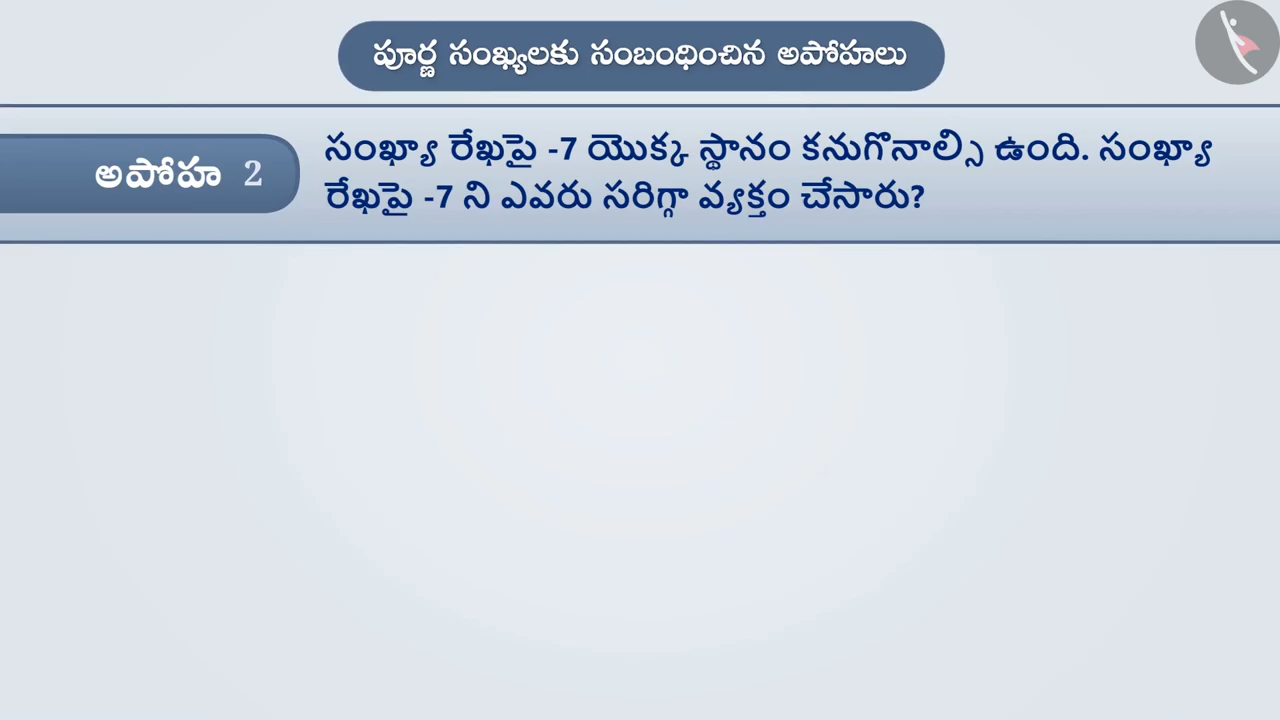 పూర్ణ సంఖ్యలకు సంబంధించిన అపోహలు
అపోహ 2
సంఖ్యా రేఖపై -7 యొక్క స్థానం కనుగొనాల్సి ఉంది. సంఖ్యా
రేఖపై -7 ని ఎవరు సరిగ్గా వ్యక్తం చేసారు?